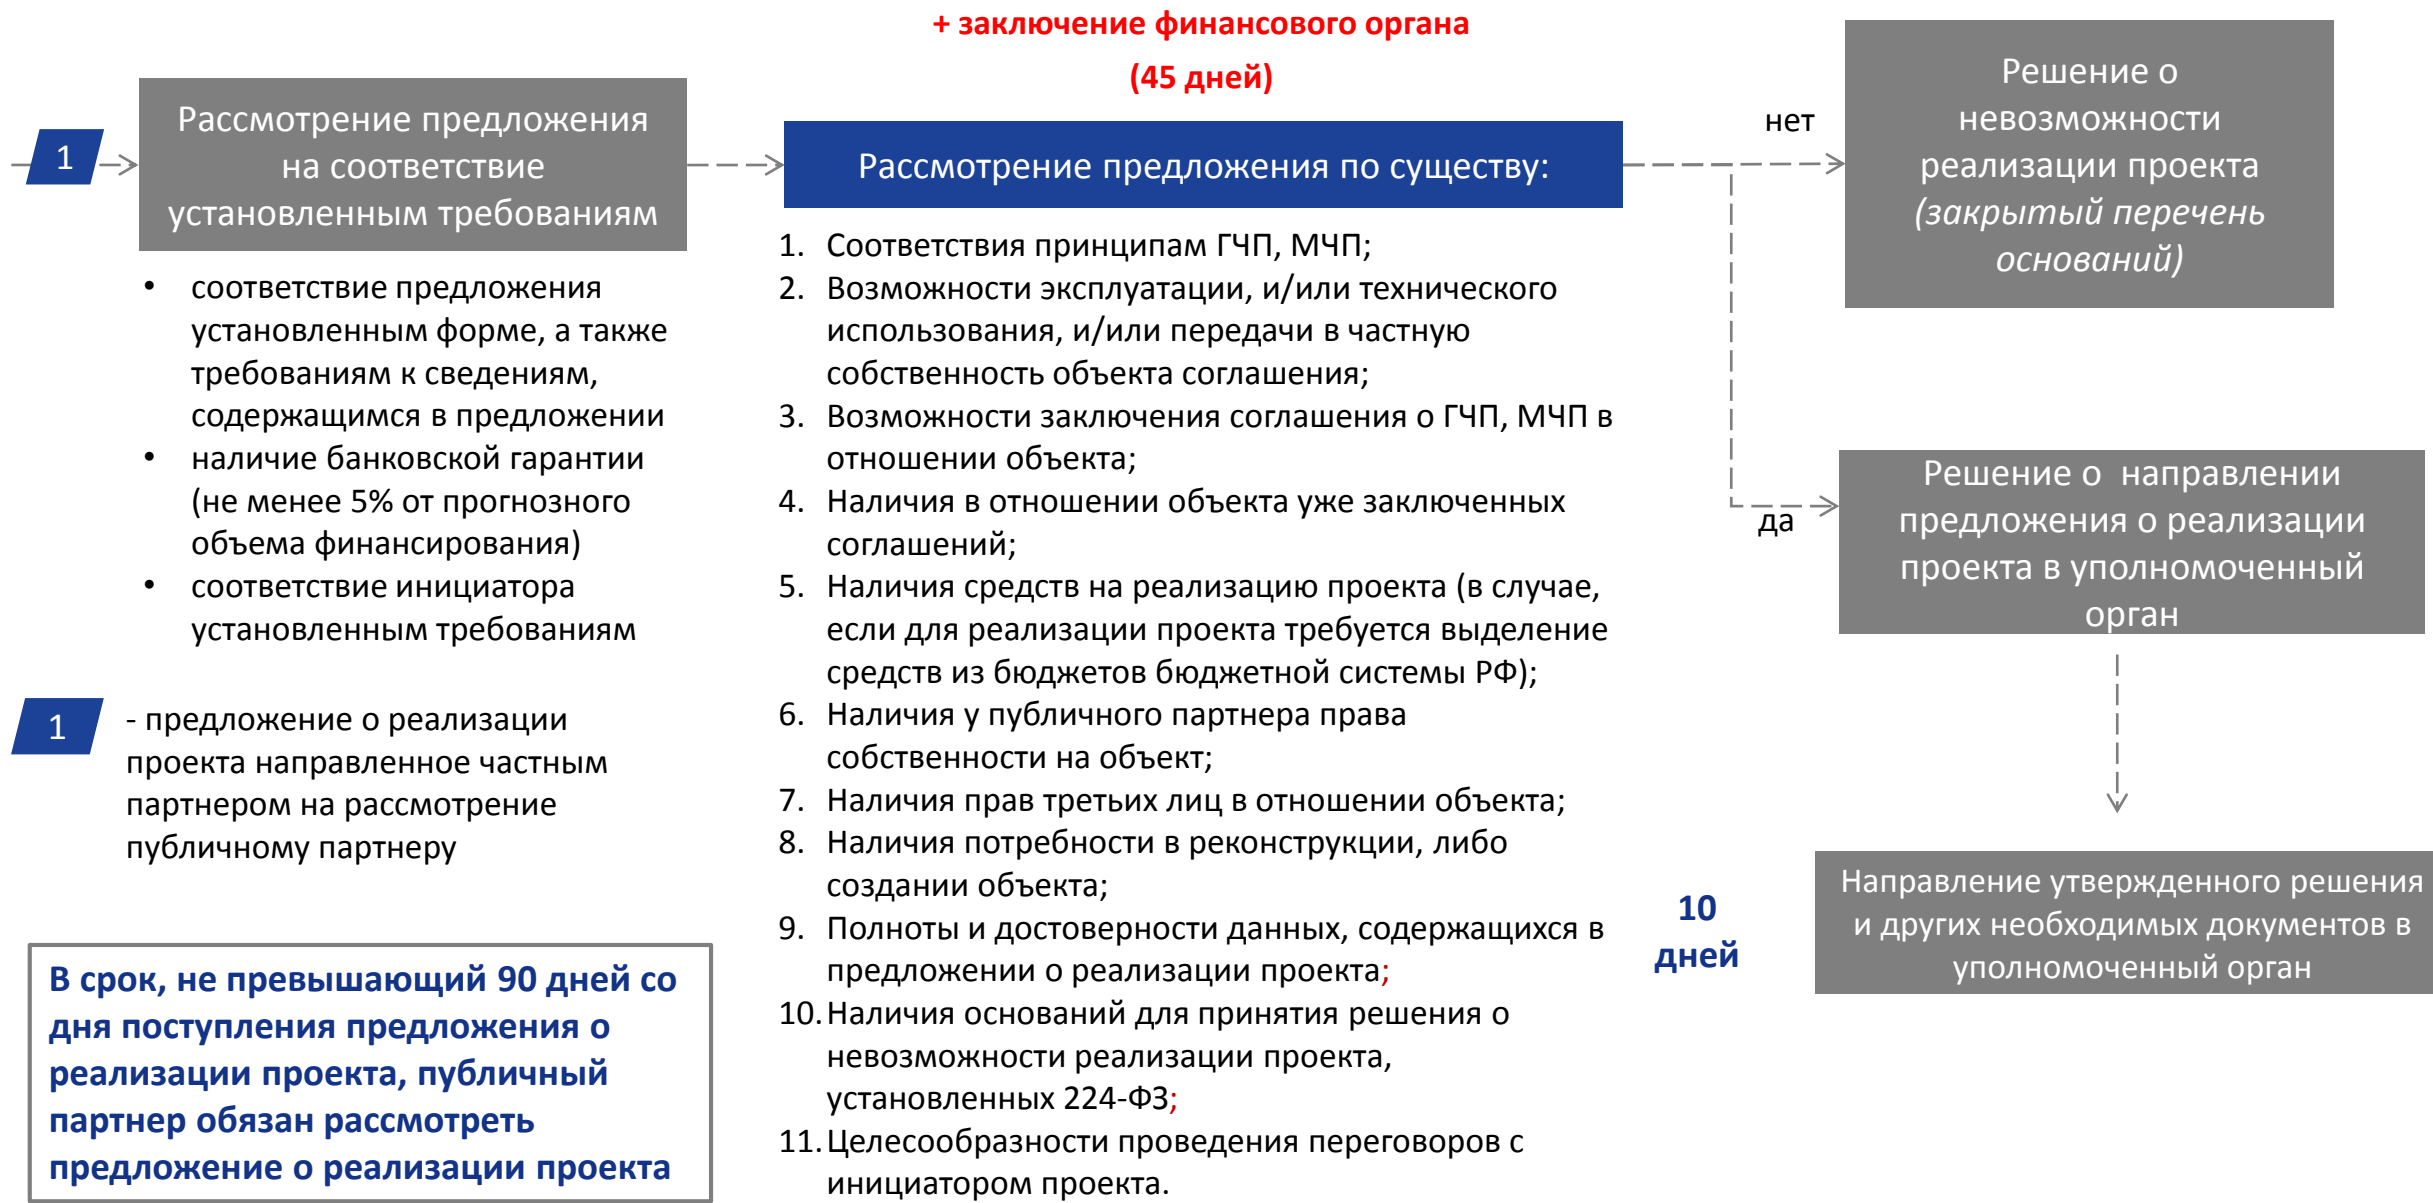 + заключение финансового органа
(45 дней)
1
Рассмотрение предложения
на соответствие
установленным требованиям
• соответствие предложения
установленным форме, а также
требованиям к сведениям,
содержащимся в предложении
• наличие банковской гарантии
(не менее 5% от прогнозного
объема финансирования)
• соответствие инициатора
установленным требованиям
1
- предложение о реализации
проекта направленное частным
партнером на рассмотрение
публичному партнеру
В срок, не превышающий 90 дней со
дня поступления предложения о
реализации проекта, публичный
партнер обязан рассмотреть
предложение о реализации проекта
Рассмотрение предложения по существу:
1. Соответствия принципам ГЧП, МЧП;
2. Возможности эксплуатации, и/или технического
использования, и/или передачи в частную
собственность объекта соглашения;
3. Возможности заключения соглашения о ГЧП, МЧП в
отношении объекта;
4. Наличия в отношении объекта уже заключенных
соглашений;
5. Наличия средств на реализацию проекта (в случае,
если для реализации проекта требуется выделение
средств из бюджетов бюджетной системы РФ);
6. Наличия у публичного партнера права
собственности на объект;
7. Наличия прав третьих лиц в отношении объекта;
8. Наличия потребности в реконструкции, либо
создании объекта;
9. Полноты и достоверности данных, содержащихся в
предложении о реализации проекта;
10. Наличия оснований для принятия решения о
невозможности реализации проекта,
установленных 224-ФЗ;
11. Целесообразности проведения переговоров с
инициатором проекта.
нет
Решение о
невозможности
реализации проекта
(закрытый перечень
оснований)
да
Решение о направлении
предложения о реализации
проекта в уполномоченный
орган
10
дней
Направление утвержденного решения
и других необходимых документов в
уполномоченный орган